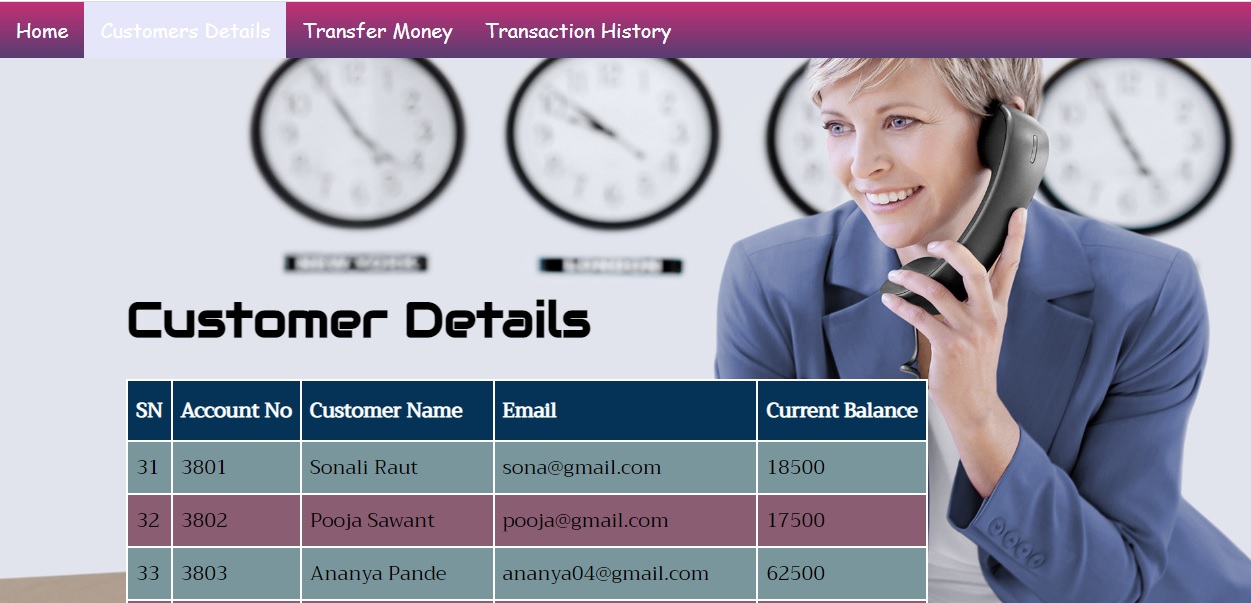 Home Customers Details Transfer Money Transaction History
Customer Details
SN Account No Customer Name Email Current Balance
31 3801 Sonali Raut sona@gmail.com 18500
32 3802 Pooja Sawant pooja@gmail.com 17500
33 3803 Ananya Pande ananya04@gmail.com 62500